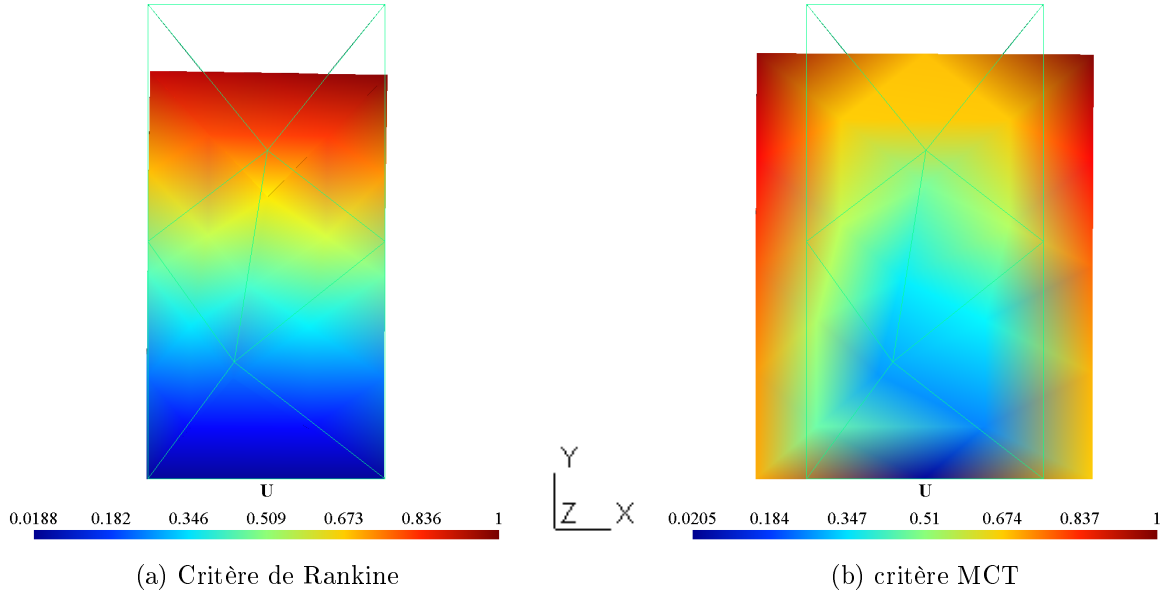 U
0.0188 0.182 0.346 0.509 0.673 0.836 1
(a) Critère de Rankine
Y
Z X
U
0.0205 0.184 0.347 0.51 0.674 0.837 1
(b) critère MCT